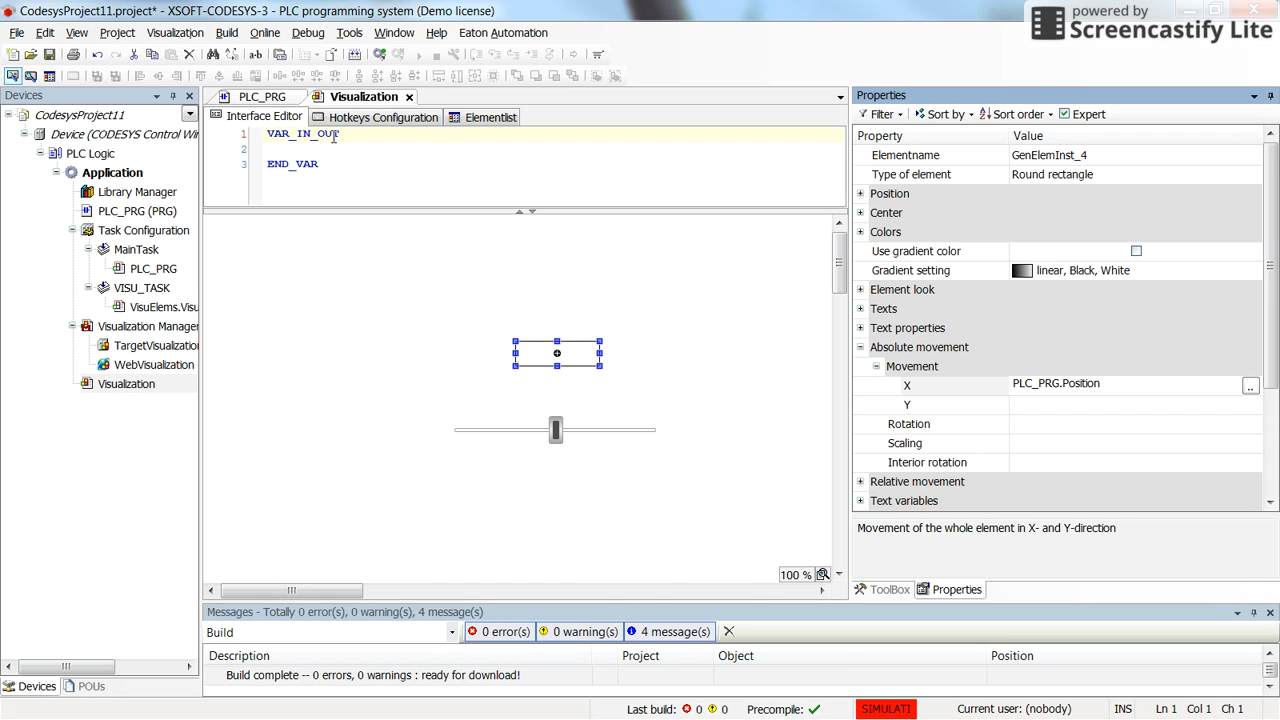 CodesysProject11.project* - XSOFT-CODESYS-3 - PLC programming system (Demo license)
powered by
Screencastify Lite
File Edit View Project Visualization Build Online Debug Tools Window Help Eaton Automation
Devices
CodesysProject11
Device (CODESYS Control Win
PLC Logic
Application
Library Manager
PLC_PRG (PRG)
Task Configuration
MainTask
PLC_PRG
VISU_TASK
VisuElems.Visu
Visualization Manager
TargetVisualization
WebVisualization
Visualization
Devices POUs
PLC_PRG Visualization
Interface Editor Hotkeys Configuration Elementlist
1 VAR_IN_OUT
2
3 END_VAR
100 %
Properties
Filter Sort by Sort order Expert
Property Value
Elementname GenElemInst_4
Type of element Round rectangle
Position
Center
Colors
Use gradient color
Gradient setting linear, Black, White
Element look
Texts
Text properties
Absolute movement
Movement
X PLC_PRG.Position
Y
Rotation
Scaling
Interior rotation
Relative movement
Text variables
Movement of the whole element in X- and Y-direction
ToolBox Properties
Messages - Totally 0 error(s), 0 warning(s), 4 message(s)
Build 0 error(s) 0 warning(s) 4 message(s)
Description Project Object Position
Build complete -- 0 errors, 0 warnings : ready for download!
Last build: 0 0 Precompile: SIMULATI Current user: (nobody) INS Ln 1 Col 1 Ch 1